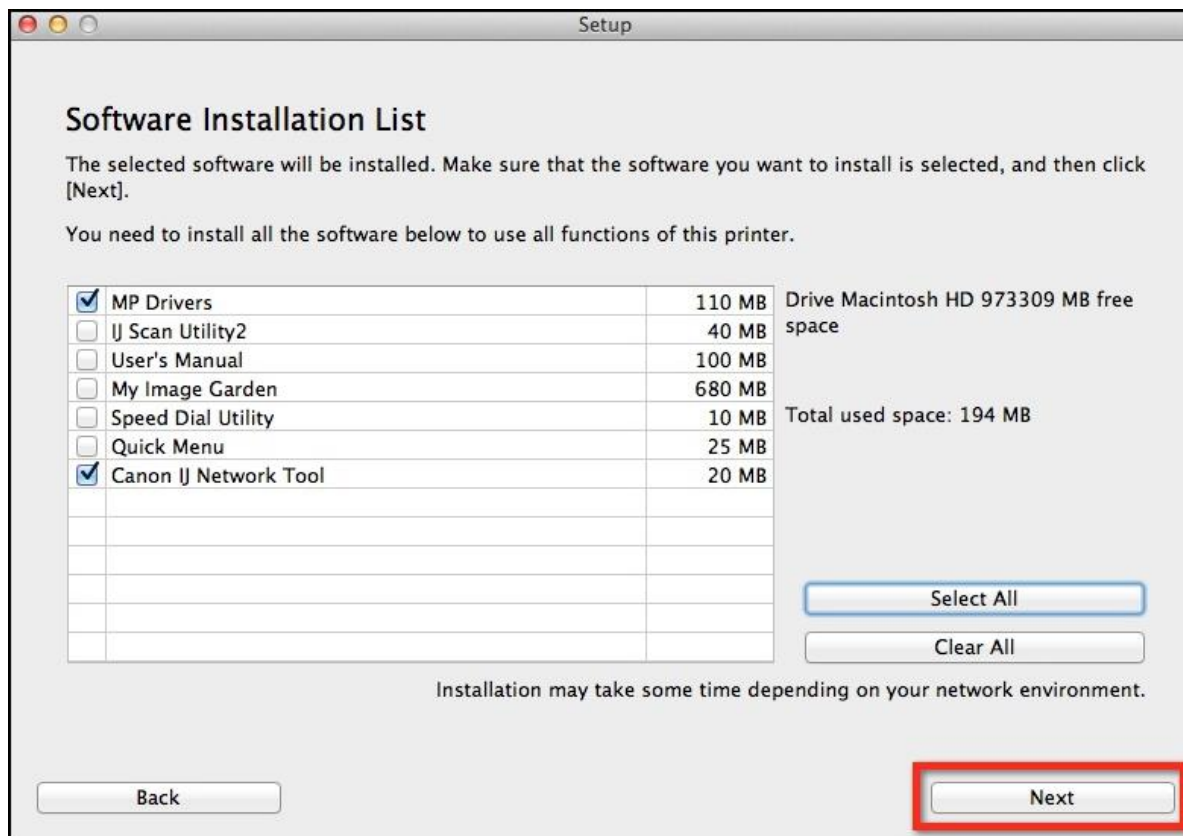 Setup
Software Installation List
The selected software will be installed. Make sure that the software you want to install is selected, and then click
[Next].
You need to install all the software below to use all functions of this printer.
MP Drivers 110 MB
IJ Scan Utility2 40 MB
User's Manual 100 MB
My Image Garden 680 MB
Speed Dial Utility 10 MB
Quick Menu 25 MB
Canon IJ Network Tool 20 MB
Drive Macintosh HD 973309 MB free
space
Total used space: 194 MB
Select All
Clear All
Installation may take some time depending on your network environment.
Back
Next